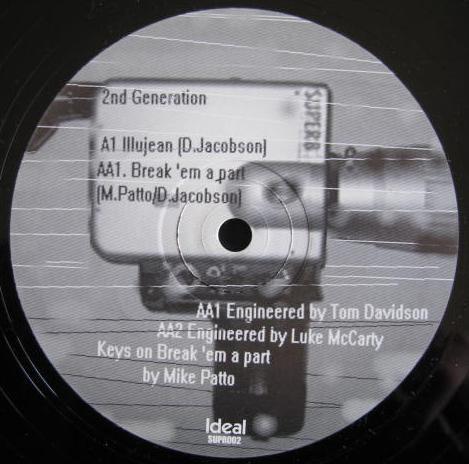 2nd Generation
SUPER8
A1 Illujean (D.Jacobson)
AA1. Break 'em a part
(M.Patto/D.Jacobson)
AA1 Engineered by Tom Davidson
AA2 Engineered by Luke McCarty
Keys on Break 'em a part
by Mike Patto
Ideal
SUPR002